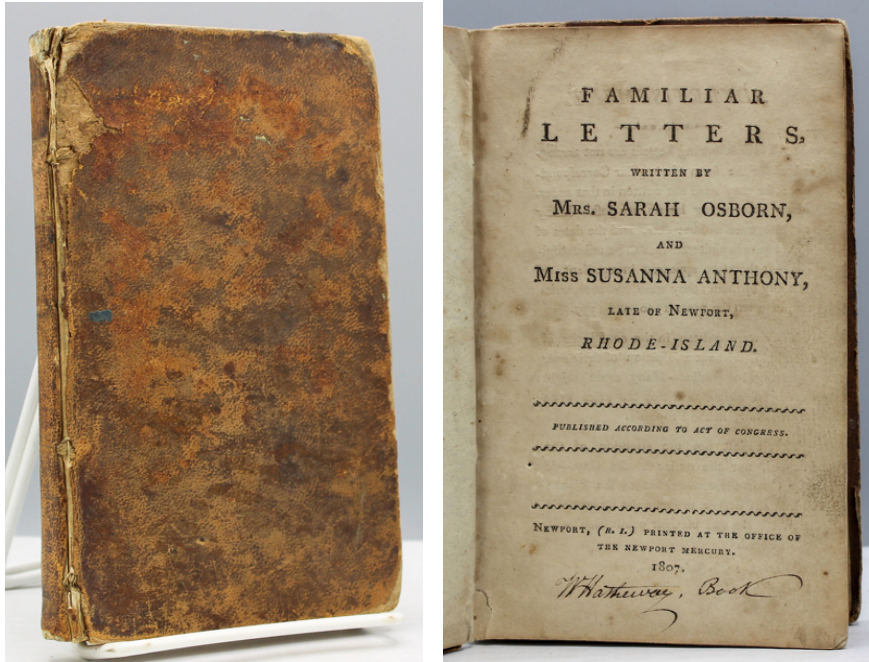 FAMILIAR
LETTERS,
WRITTEN BY
MRS. SARAH OSBORN,
AND
MISS SUSANNA ANTHONY,
LATE OF NEWPORT,
RHODE-ISLAND.
PUBLISHED ACCORDING TO ACT OF CONGRESS.
NEWPORT, (R. I.) PRINTED AT THE OFFICE OF
THE NEWPORT MERCURY.
1807.
W Hatheway, Book